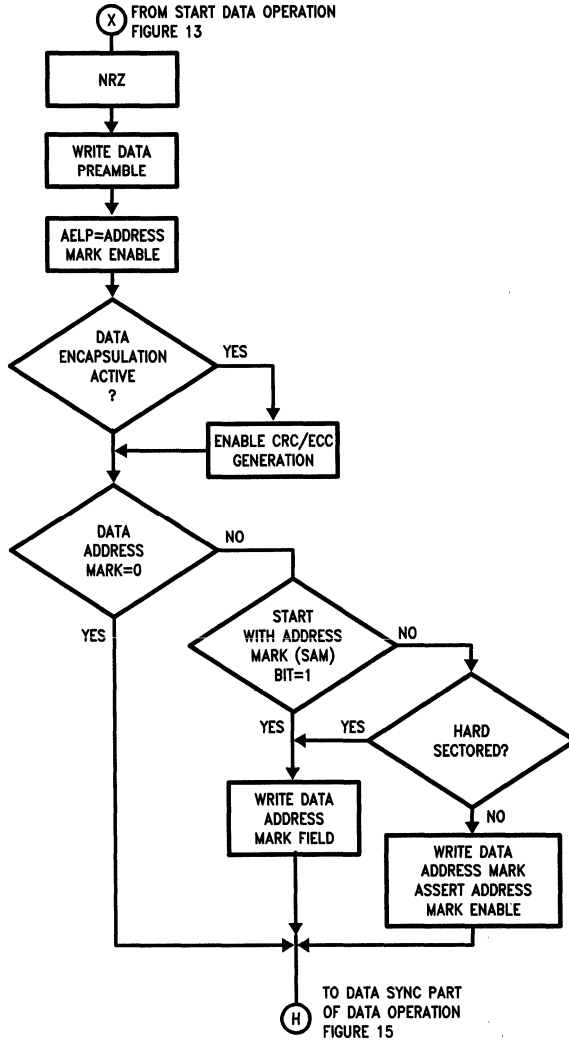 X
FROM START DATA OPERATION
FIGURE 13
NRZ
WRITE DATA
PREAMBLE
AELP=ADDRESS
MARK ENABLE
DATA
ENCAPSULATION
ACTIVE
?
YES
ENABLE CRC/ECC
GENERATION
DATA
ADDRESS
MARK=0
NO
YES
START
WITH ADDRESS
MARK (SAM)
BIT=1
NO
YES
YES
HARD
SECTORED?
NO
WRITE DATA
ADDRESS
MARK FIELD
WRITE DATA
ADDRESS MARK
ASSERT ADDRESS
MARK ENABLE
H
TO DATA SYNC PART
OF DATA OPERATION
FIGURE 15